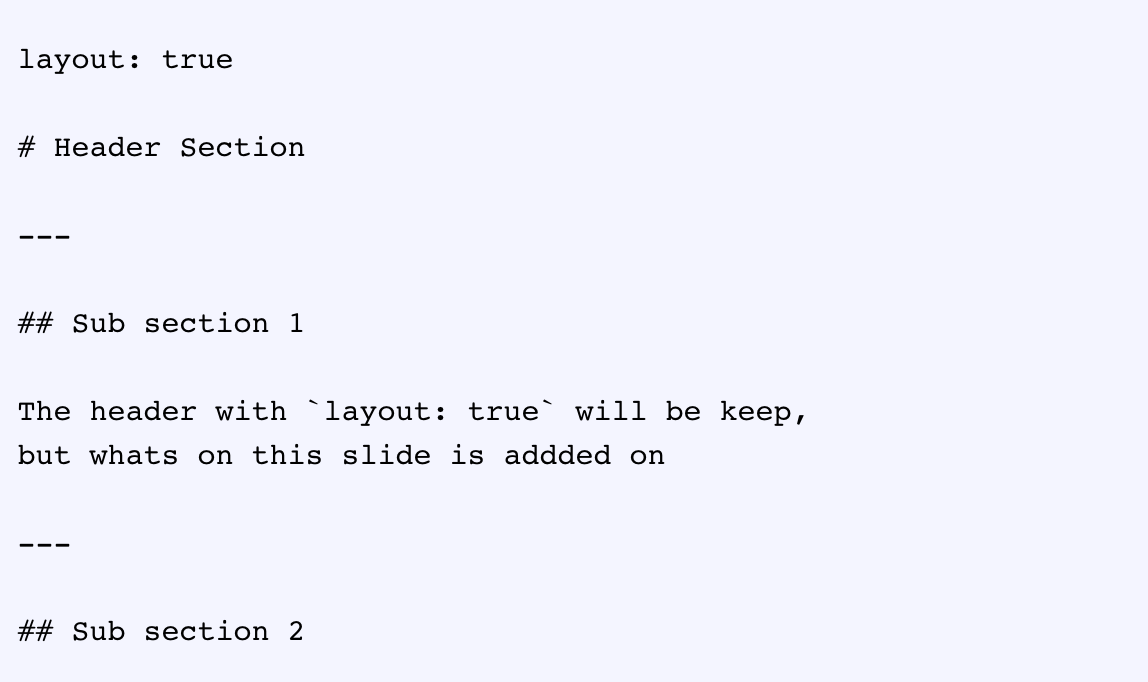 layout: true
# Header Section
---
## Sub section 1
The header with `layout: true` will be keep,
but whats on this slide is addded on
---
## Sub section 2